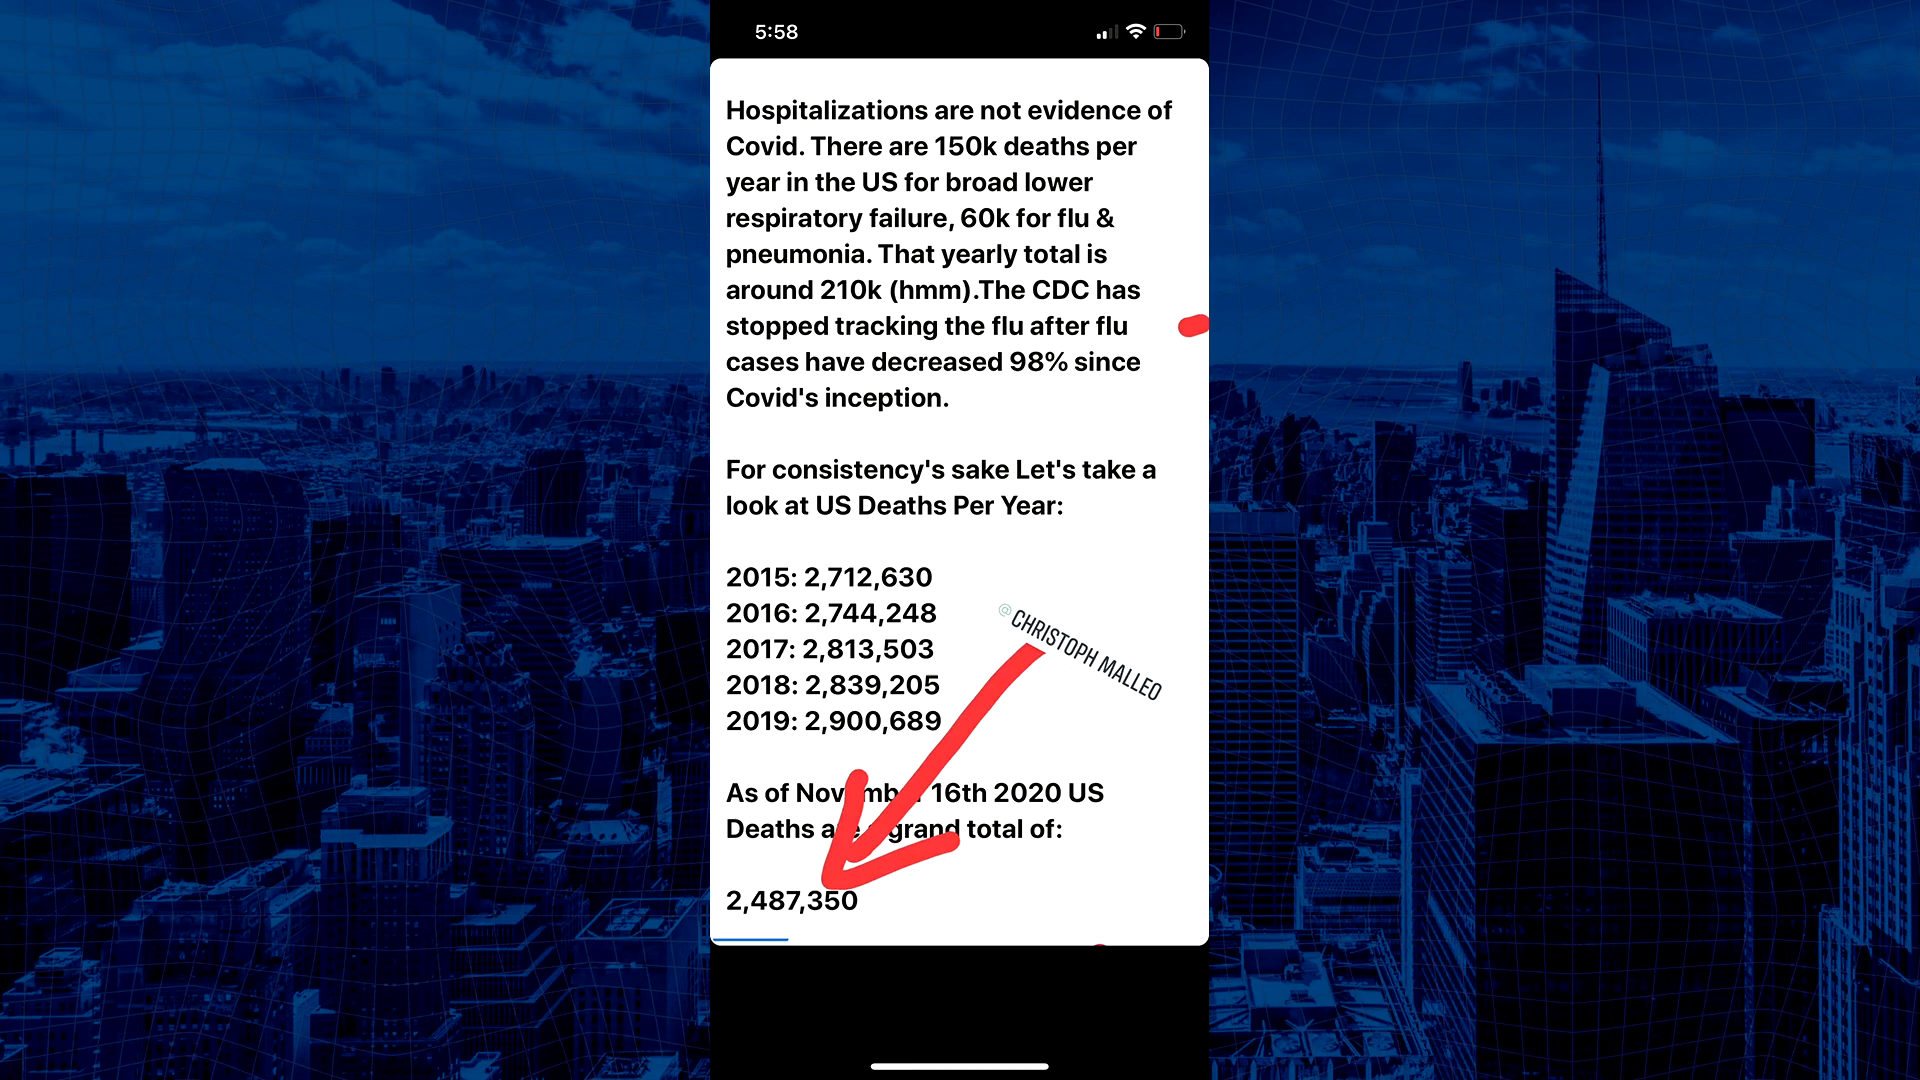 5:58
Hospitalizations are not evidence of
Covid. There are 150k deaths per
year in the US for broad lower
respiratory failure, 60k for flu &
pneumonia. That yearly total is
around 210k (hmm).The CDC has
stopped tracking the flu after flu
cases have decreased 98% since
Covid's inception.
For consistency's sake Let's take a
look at US Deaths Per Year:
2015: 2,712,630
2016: 2,744,248
2017: 2,813,503
2018: 2,839,205
2019: 2,900,689
@CHRISTOPH MALLEO
As of November 16th 2020 US
Deaths are a grand total of:
2,487,350